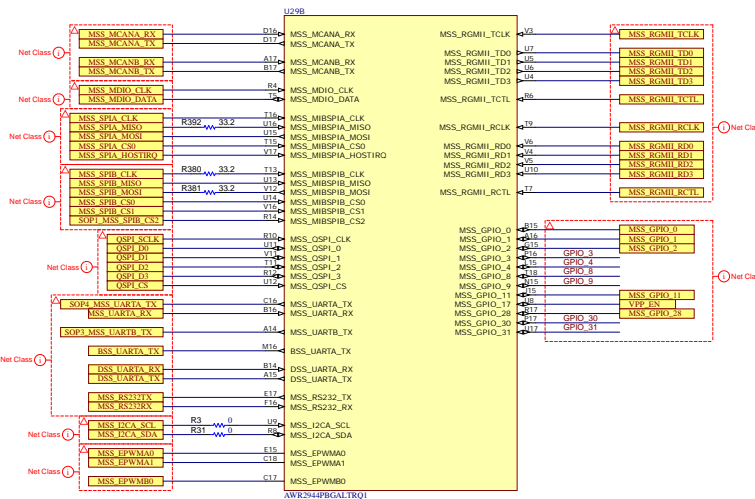 U29B
Net Class
MSS_MCANA_RX D16 MSS_MCANA_RX
MSS_MCANA_TX D17 MSS_MCANA_TX
MSS_MCANB_RX A17 MSS_MCANB_RX
MSS_MCANB_TX B17 MSS_MCANB_TX
Net Class
MSS_MDIO_CLK R4 MSS_MDIO_CLK
MSS_MDIO_DATA T5 MSS_MDIO_DATA
Net Class
MSS_SPIA_CLK T16 MSS_MIBSPIA_CLK
MSS_SPIA_MISO R392 33.2 U16 MSS_MIBSPIA_MISO
MSS_SPIA_MOSI U15 MSS_MIBSPIA_MOSI
MSS_SPIA_CS0 T15 MSS_MIBSPIA_CS0
MSS_SPIA_HOSTIRQ V17 MSS_MIBSPIA_HOSTIRQ
Net Class
MSS_SPIB_CLK R380 33.2 T13 MSS_MIBSPIB_CLK
MSS_SPIB_MISO U13 MSS_MIBSPIB_MISO
MSS_SPIB_MOSI R381 33.2 V12 MSS_MIBSPIB_MOSI
MSS_SPIB_CS0 U14 MSS_MIBSPIB_CS0
MSS_SPIB_CS1 V16 MSS_MIBSPIB_CS1
SOP1_MSS_SPIB_CS2 R14 MSS_MIBSPIB_CS2
Net Class
QSPI_SCLK R10 MSS_QSPI_CLK
QSPI_D0 U11 MSS_QSPI_0
QSPI_D1 V11 MSS_QSPI_1
QSPI_D2 T11 MSS_QSPI_2
QSPI_D3 R12 MSS_QSPI_3
QSPI_CS U12 MSS_QSPI_CS
Net Class
SOP4_MSS_UARTA_TX C16 MSS_UARTA_TX
MSS_UARTA_RX B16 MSS_UARTA_RX
SOP3_MSS_UARTB_TX A14 MSS_UARTB_TX
BSS_UARTA_TX M16 BSS_UARTA_TX
DSS_UARTA_RX B14 DSS_UARTA_RX
DSS_UARTA_TX A15 DSS_UARTA_TX
MSS_RS232TX E17 MSS_RS232_TX
MSS_RS232RX F16 MSS_RS232_RX
Net Class
MSS_I2CA_SCL R3 0 U9 MSS_I2CA_SCL
MSS_I2CA_SDA R31 0 R8 MSS_I2CA_SDA
Net Class
MSS_EPWMA0 E15 MSS_EPWMA0
MSS_EPWMA1 C18 MSS_EPWMA1
MSS_EPWMB0 C17 MSS_EPWMB0
MSS_RGMII_TCLK V3 MSS_RGMII_TCLK
MSS_RGMII_TD0 U7 MSS_RGMII_TD0
MSS_RGMII_TD1 U5 MSS_RGMII_TD1
MSS_RGMII_TD2 U6 MSS_RGMII_TD2
MSS_RGMII_TD3 U4 MSS_RGMII_TD3
MSS_RGMII_TCTL R6 MSS_RGMII_TCTL
MSS_RGMII_RCLK T9 MSS_RGMII_RCLK
Net Cla
MSS_RGMII_RD0 V6 MSS_RGMII_RD0
MSS_RGMII_RD1 V4 MSS_RGMII_RD1
MSS_RGMII_RD2 V5 MSS_RGMII_RD2
MSS_RGMII_RD3 U10 MSS_RGMII_RD3
MSS_RGMII_RCTL T7 MSS_RGMII_RCTL
MSS_GPIO_0 B15 MSS_GPIO_0
MSS_GPIO_1 A16 MSS_GPIO_1
MSS_GPIO_2 G15 MSS_GPIO_2
MSS_GPIO_3 P16 GPIO_3
MSS_GPIO_4 L15 GPIO_4
MSS_GPIO_8 T18 GPIO_8
MSS_GPIO_9 N15 GPIO_9
Net Cla
MSS_GPIO_11 J15 MSS_GPIO_11
MSS_GPIO_17 U8 VPP_EN
MSS_GPIO_28 R17 MSS_GPIO_28
MSS_GPIO_30 P17 GPIO_30
MSS_GPIO_31 U17 GPIO_31
AWR2944PBGALTRQ1